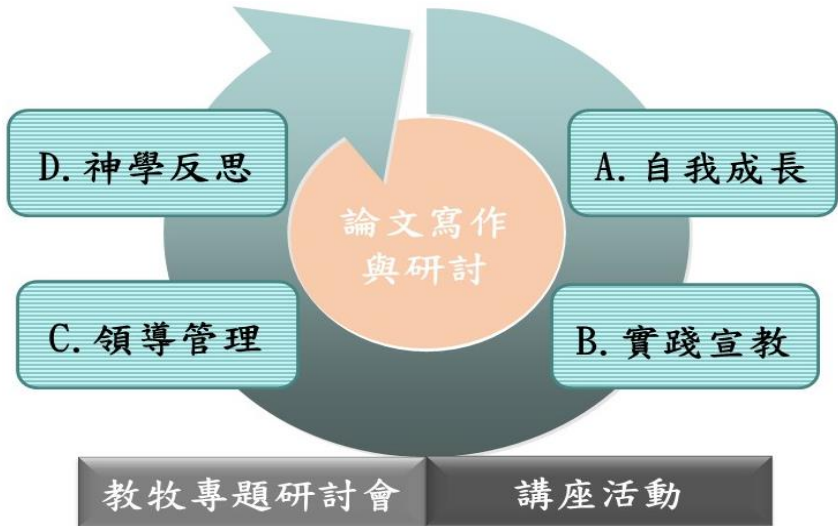 D. 神學反思
A. 自我成長
論文寫作
與研討
C. 領導管理
B. 實踐宣教
教牧專題研討會
講座活動